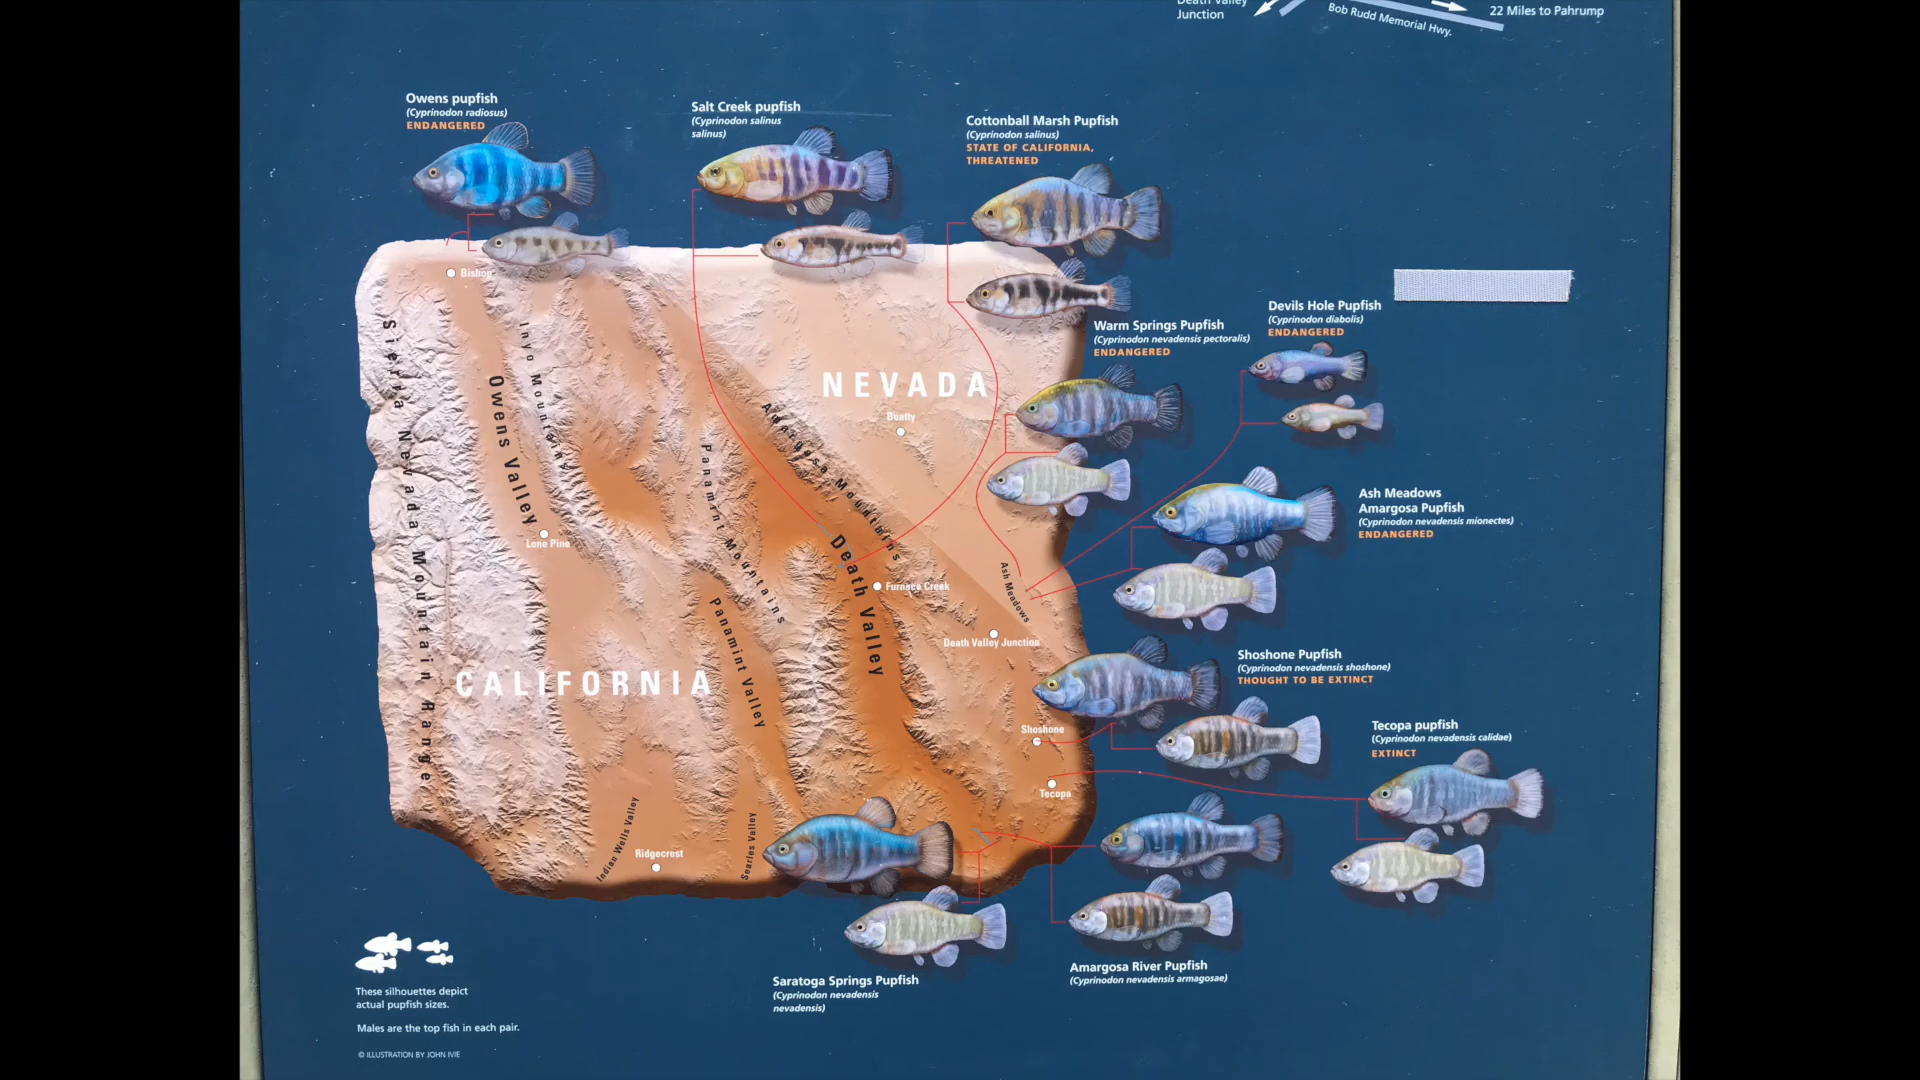 Death Valley
Junction
Bob Rudd Memorial Hwy.
22 Miles to Pahrump
Owens pupfish
(Cyprinodon radiosus)
ENDANGERED
Salt Creek pupfish
(Cyprinodon salinus
salinus)
Cottonball Marsh Pupfish
(Cyprinodon salinus)
STATE OF CALIFORNIA,
THREATENED
Bishop
Warm Springs Pupfish
(Cyprinodon nevadensis pectoralis)
ENDANGERED
Devils Hole Pupfish
(Cyprinodon diabolis)
ENDANGERED
Sierra Nevada Mountain Range
Owens Valley
Inyo Mountains
NEVADA
Beatty
Amargosa Mountains
Panamint Mountains
Lone Pine
Death Valley
Furnace Creek
Ash Meadows
Ash Meadows
Amargosa Pupfish
(Cyprinodon nevadensis mionectes)
ENDANGERED
Death Valley Junction
Panamint Valley
CALIFORNIA
Shoshone Pupfish
(Cyprinodon nevadensis shoshone)
THOUGHT TO BE EXTINCT
Shoshone
Tecopa pupfish
(Cyprinodon nevadensis calidae)
EXTINCT
Tecopa
Indian Wells Valley
Ridgecrest
Searles Valley
Saratoga Springs Pupfish
(Cyprinodon nevadensis
nevadensis)
Amargosa River Pupfish
(Cyprinodon nevadensis armagosae)
These silhouettes depict
actual pupfish sizes.
Males are the top fish in each pair.
© ILLUSTRATION BY JOHN IVIE